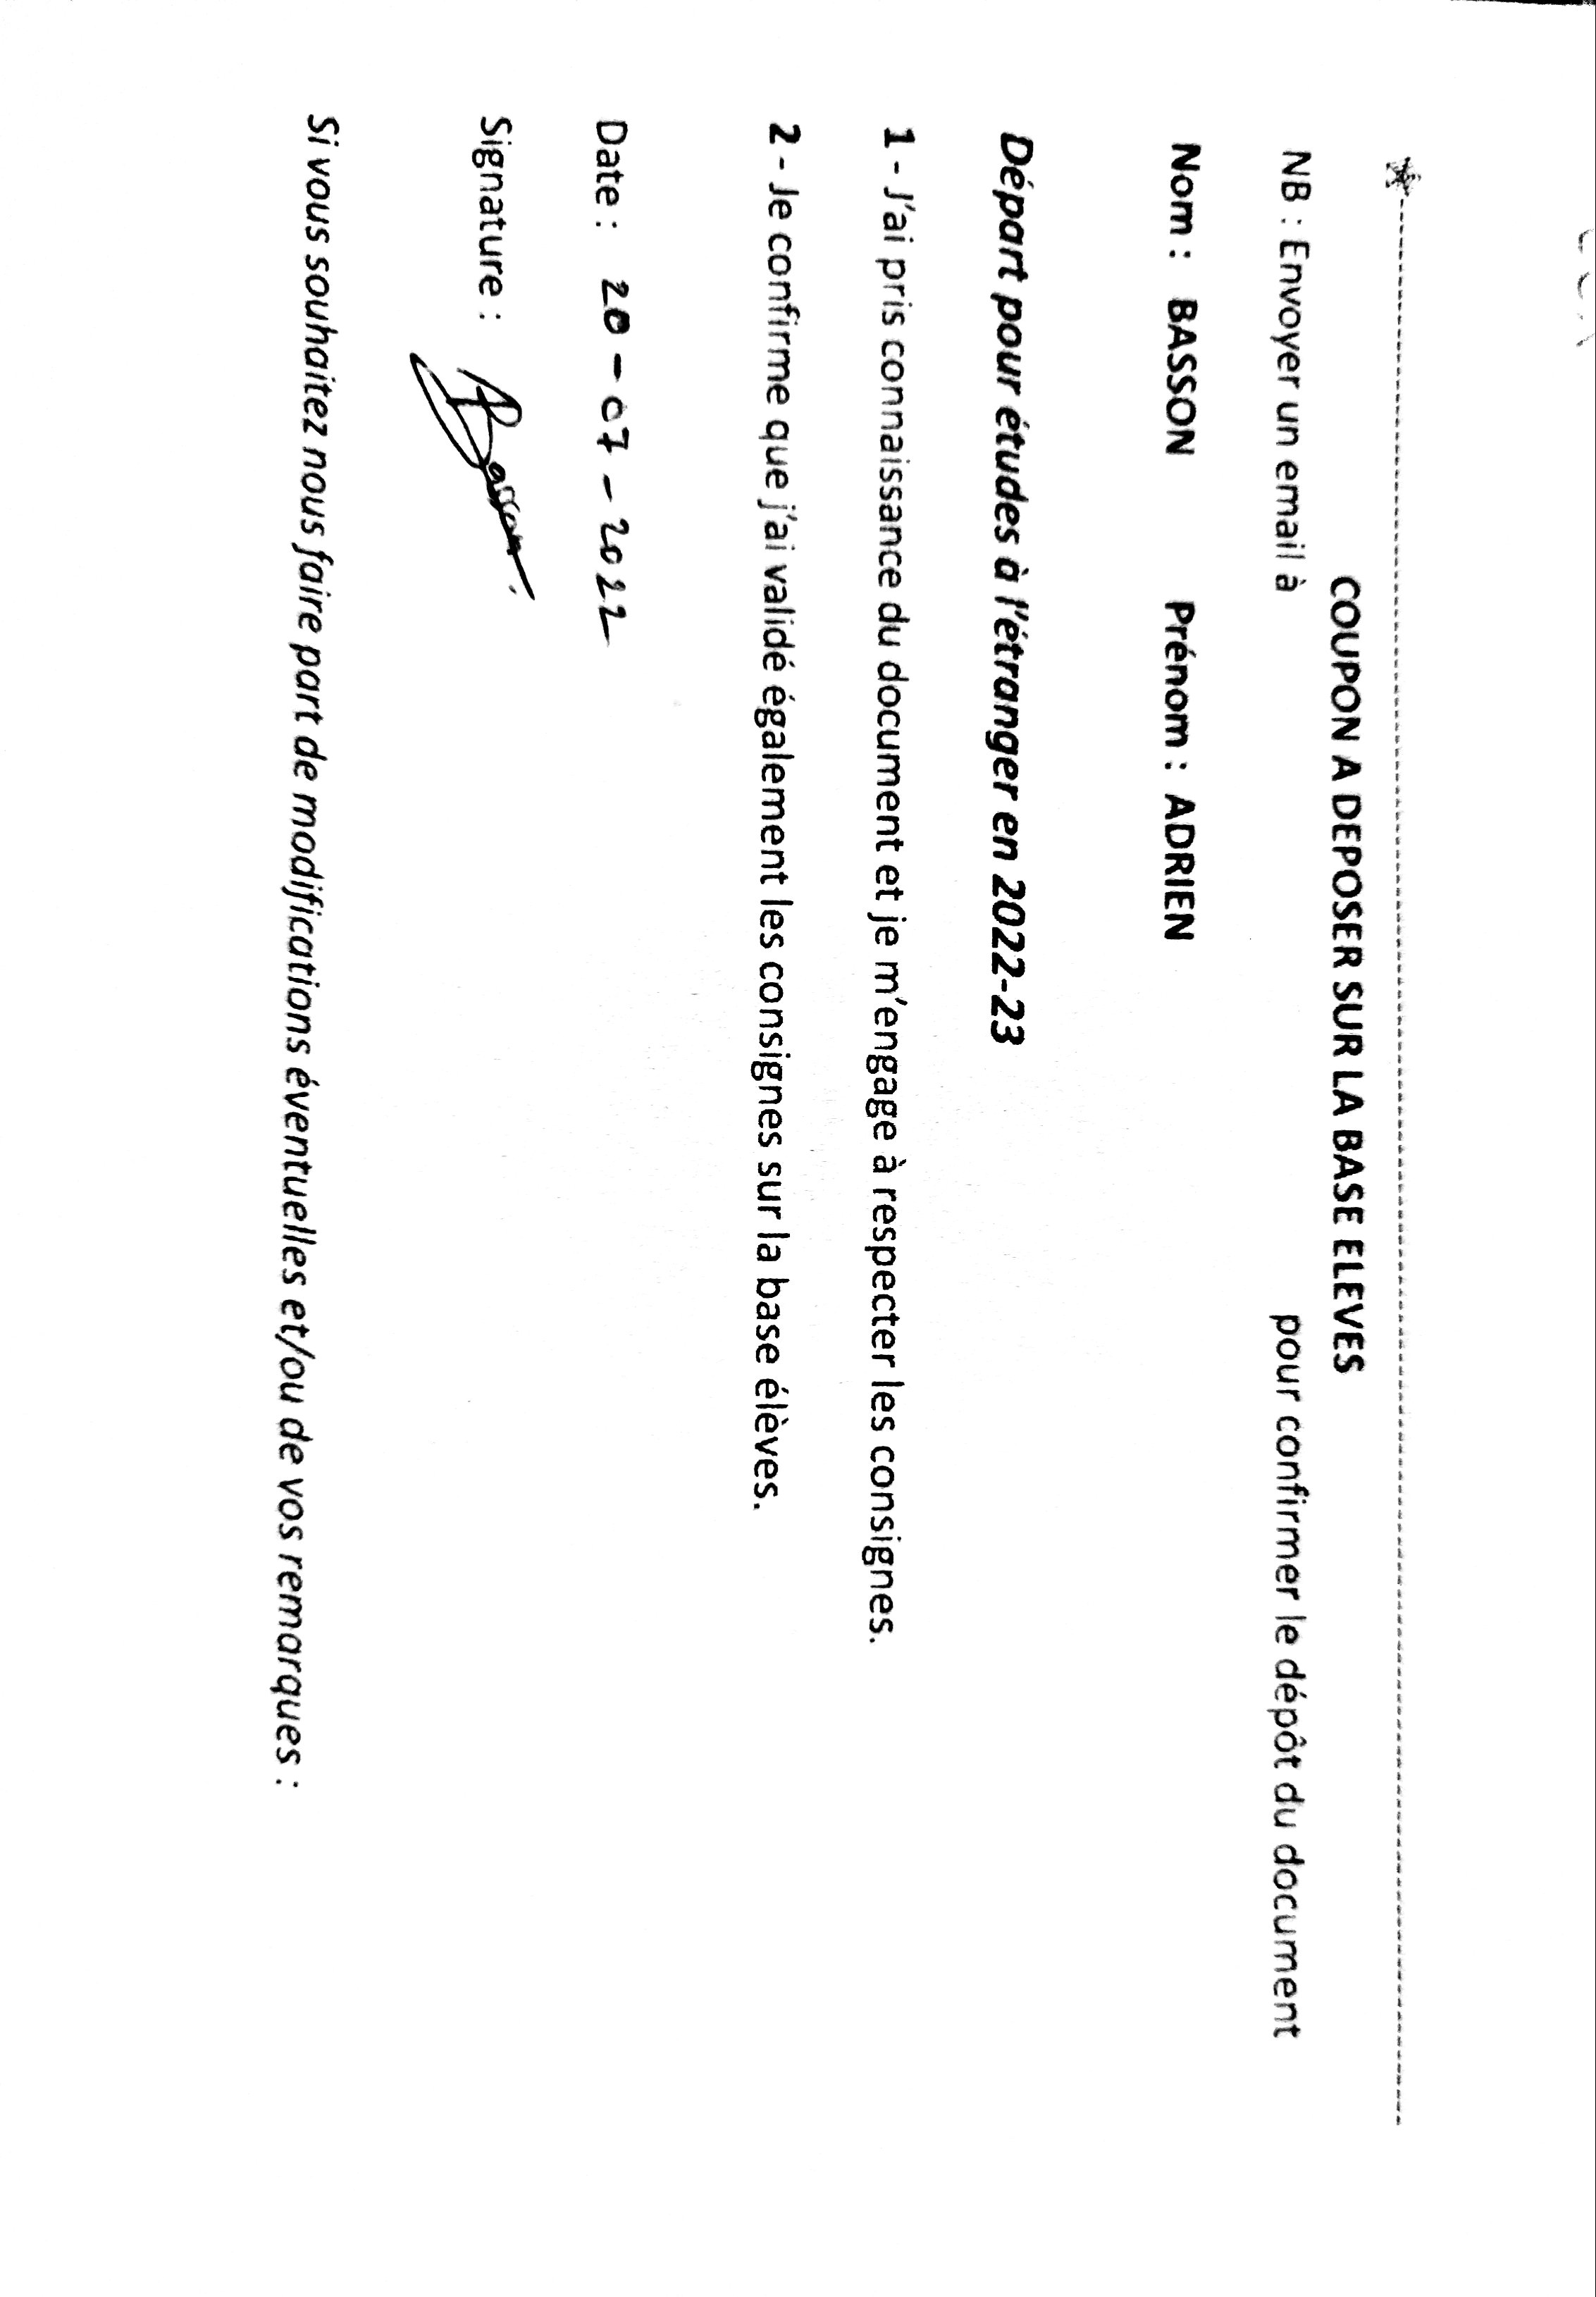 COUPON A DEPOSER SUR LA BASE ELEVES
NB : Envoyer un email à pour confirmer le dépôt du document
Nom : BASSON Prénom : ADRIEN
Départ pour études à l'étranger en 2022-23
1 - J'ai pris connaissance du document et je m'engage à respecter les consignes.
2 - Je confirme que j'ai validé également les consignes sur la base élèves.
Date : 20-07-2022
Signature : Basson
Si vous souhaitez nous faire part de modifications éventuelles et/ou de vos remarques :